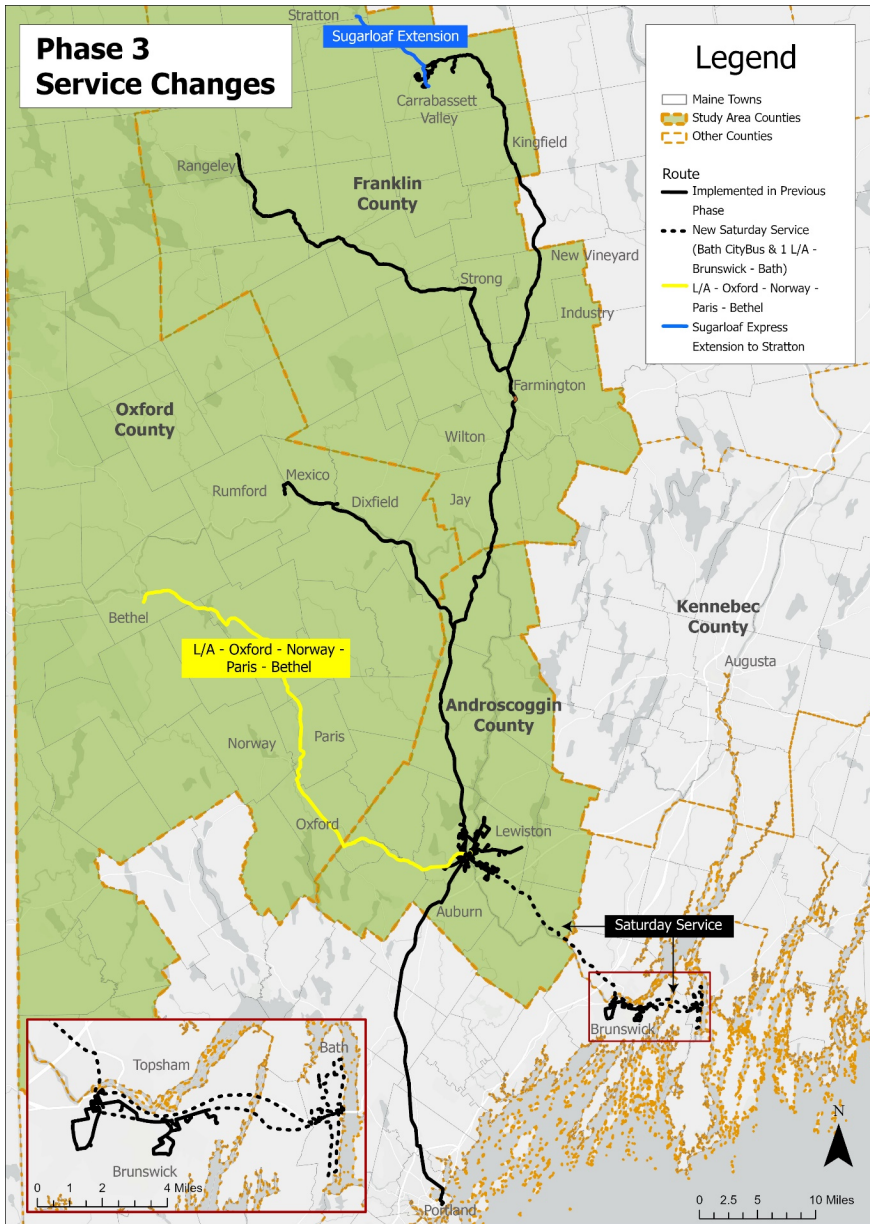 Phase 3
Service Changes
Stratton
Sugarloaf Extension
Carrabassett
Valley
Kingfield
Rangeley
Franklin
County
New Vineyard
Strong
Industry
Farmington
Oxford
County
Wilton
Mexico
Rumford
Dixfield
Jay
Bethel
L/A - Oxford - Norway -
Paris - Bethel
Kennebec
County
Augusta
Androscoggin
County
Norway
Paris
Oxford
Lewiston
Auburn
Saturday Service
Brunswick
Portland
Legend
Maine Towns
Study Area Counties
Other Counties
Route
Implemented in Previous
Phase
New Saturday Service
(Bath CityBus & 1 L/A -
Brunswick - Bath)
L/A - Oxford - Norway -
Paris - Bethel
Sugarloaf Express
Extension to Stratton
Topsham
Bath
Brunswick
0 2 4 Miles
N
0 2.5 5 10 Miles